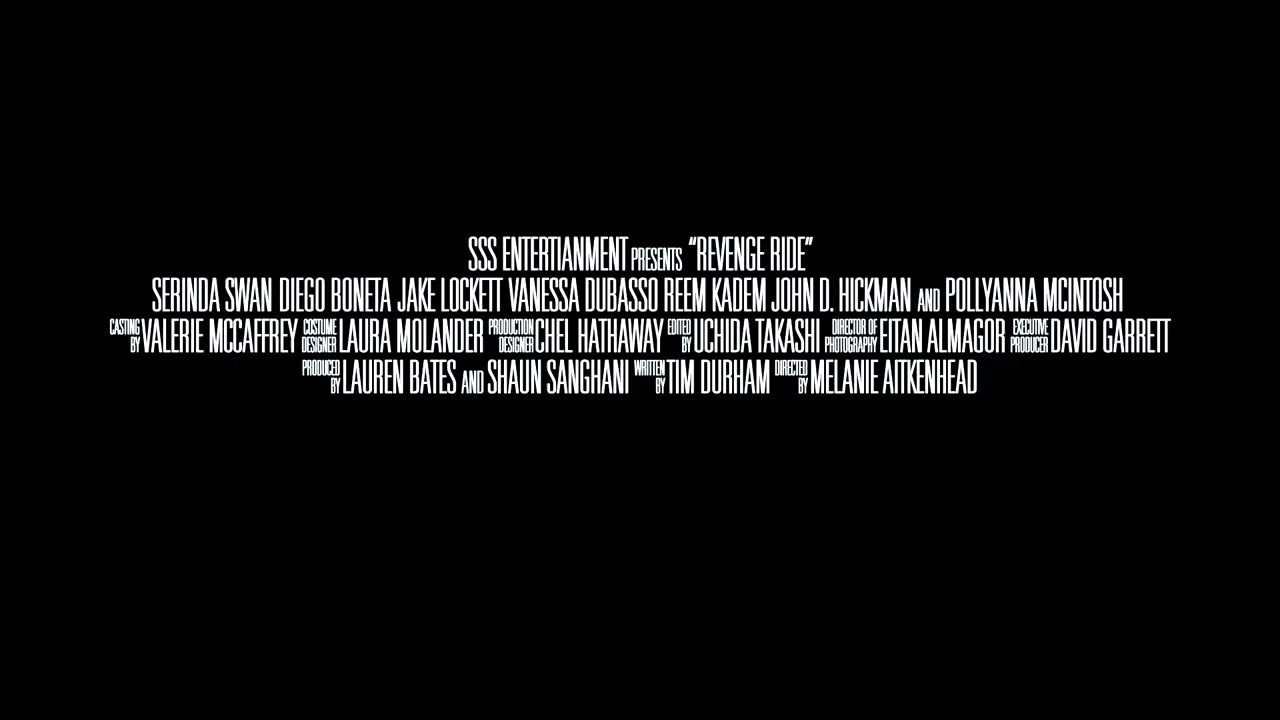 SSS ENTERTIANMENT PRESENTS “REVENGE RIDE”
SERINDA SWAN DIEGO BONETA JAKE LOCKETT VANESSA DUBASSO REEM KADEM JOHN D. HICKMAN AND POLLYANNA MCINTOSH
CASTING BY VALERIE MCCAFFREY COSTUME DESIGNER LAURA MOLANDER PRODUCTION DESIGNER CHEL HATHAWAY EDITED BY UCHIDA TAKASHI DIRECTOR OF PHOTOGRAPHY EITAN ALMAGOR EXECUTIVE PRODUCER DAVID GARRETT
PRODUCED BY LAUREN BATES AND SHAUN SANGHANI WRITTEN BY TIM DURHAM DIRECTED BY MELANIE AITKENHEAD